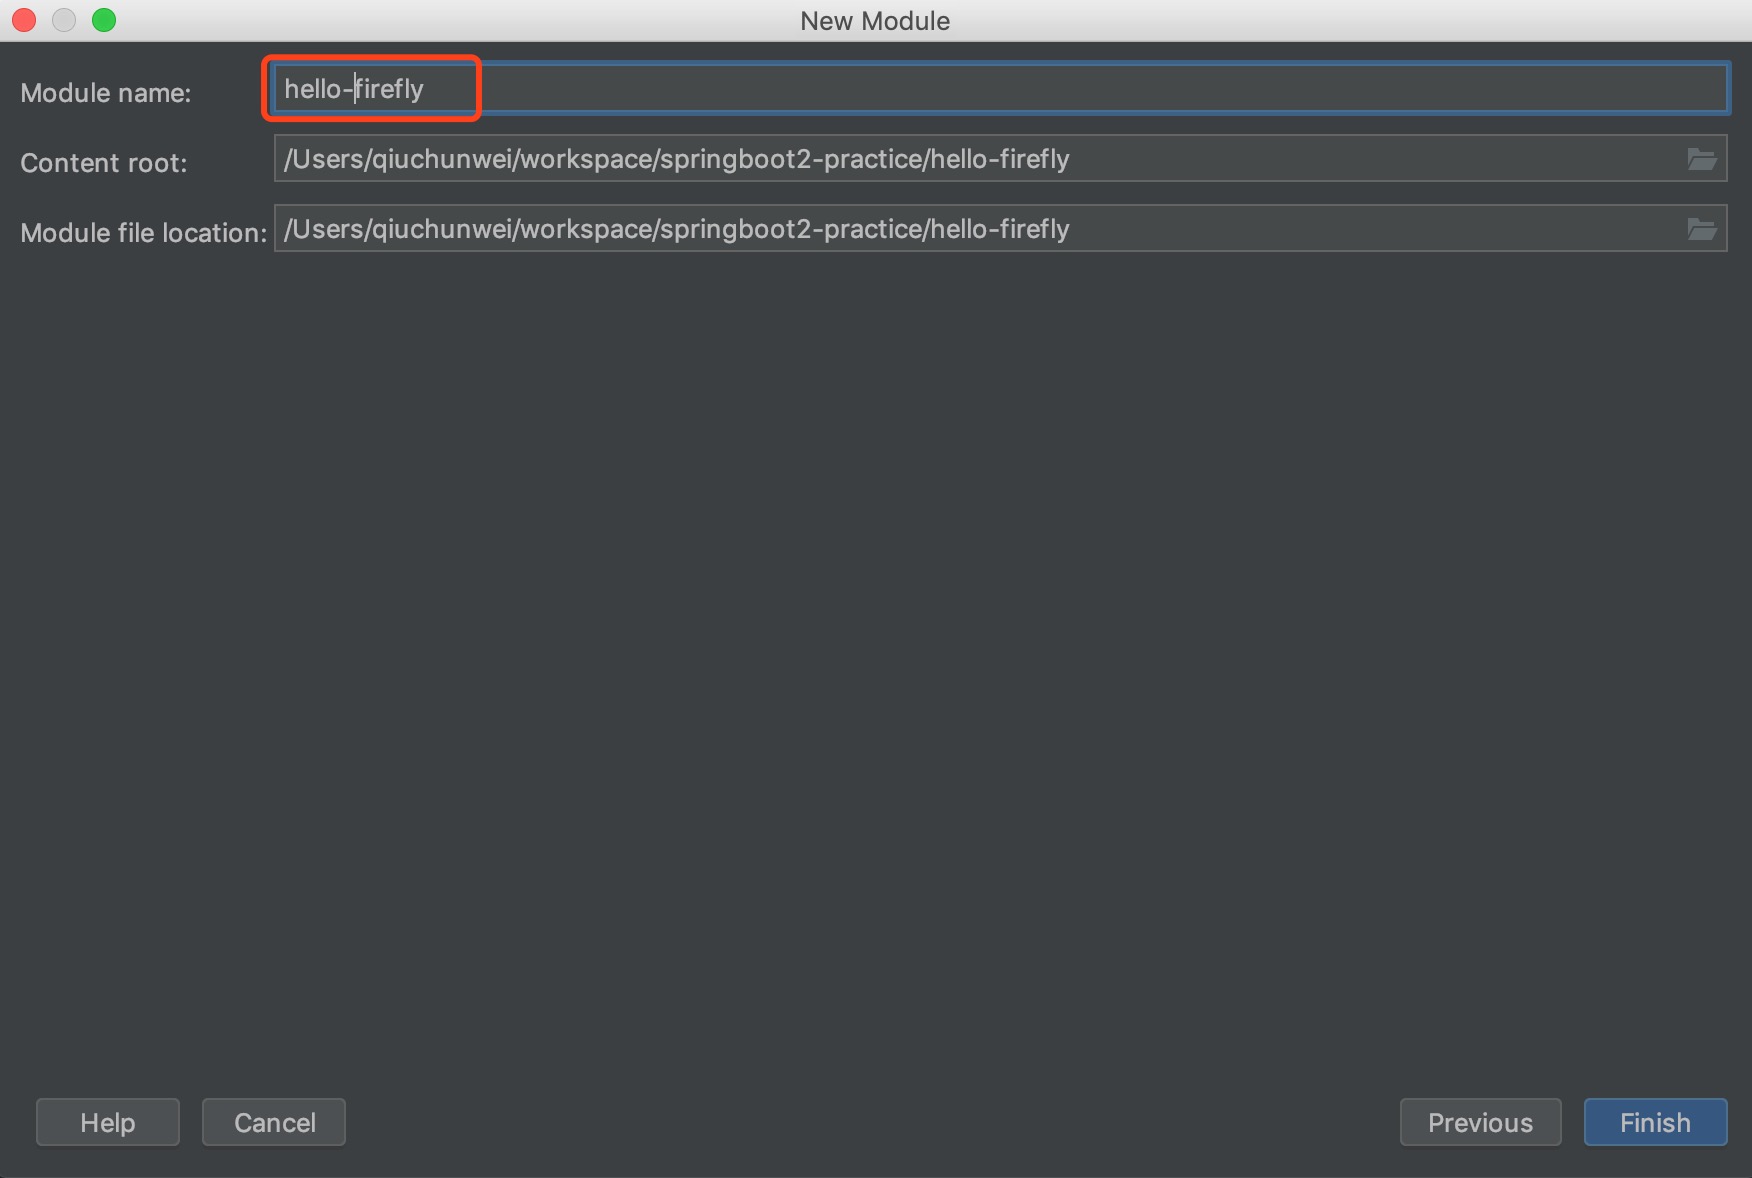 New Module
Module name: hello-firefly
Content root: /Users/qiuchunwei/workspace/springboot2-practice/hello-firefly
Module file location: /Users/qiuchunwei/workspace/springboot2-practice/hello-firefly
Help Cancel Previous Finish